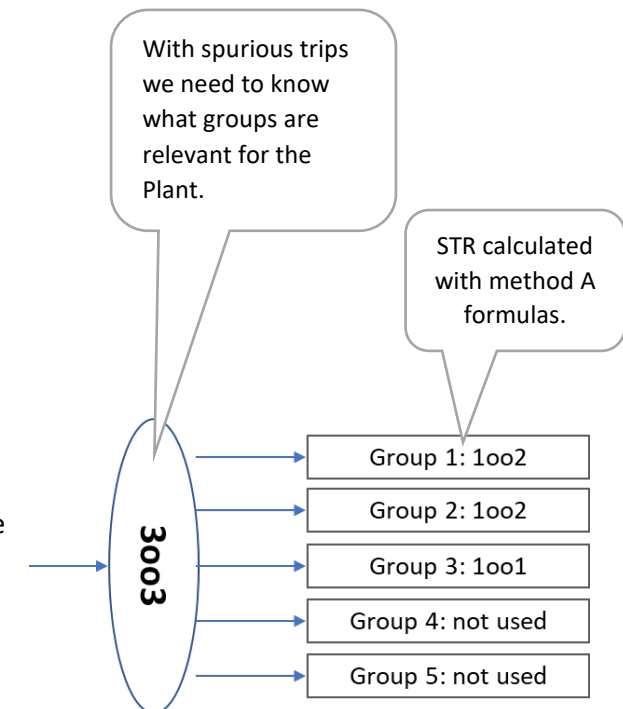 With spurious trips
we need to know
what groups are
relevant for the
Plant.
STR calculated
with method A
formulas.
e
3oo3
Group 1: 1oo2
Group 2: 1oo2
Group 3: 1oo1
Group 4: not used
Group 5: not used